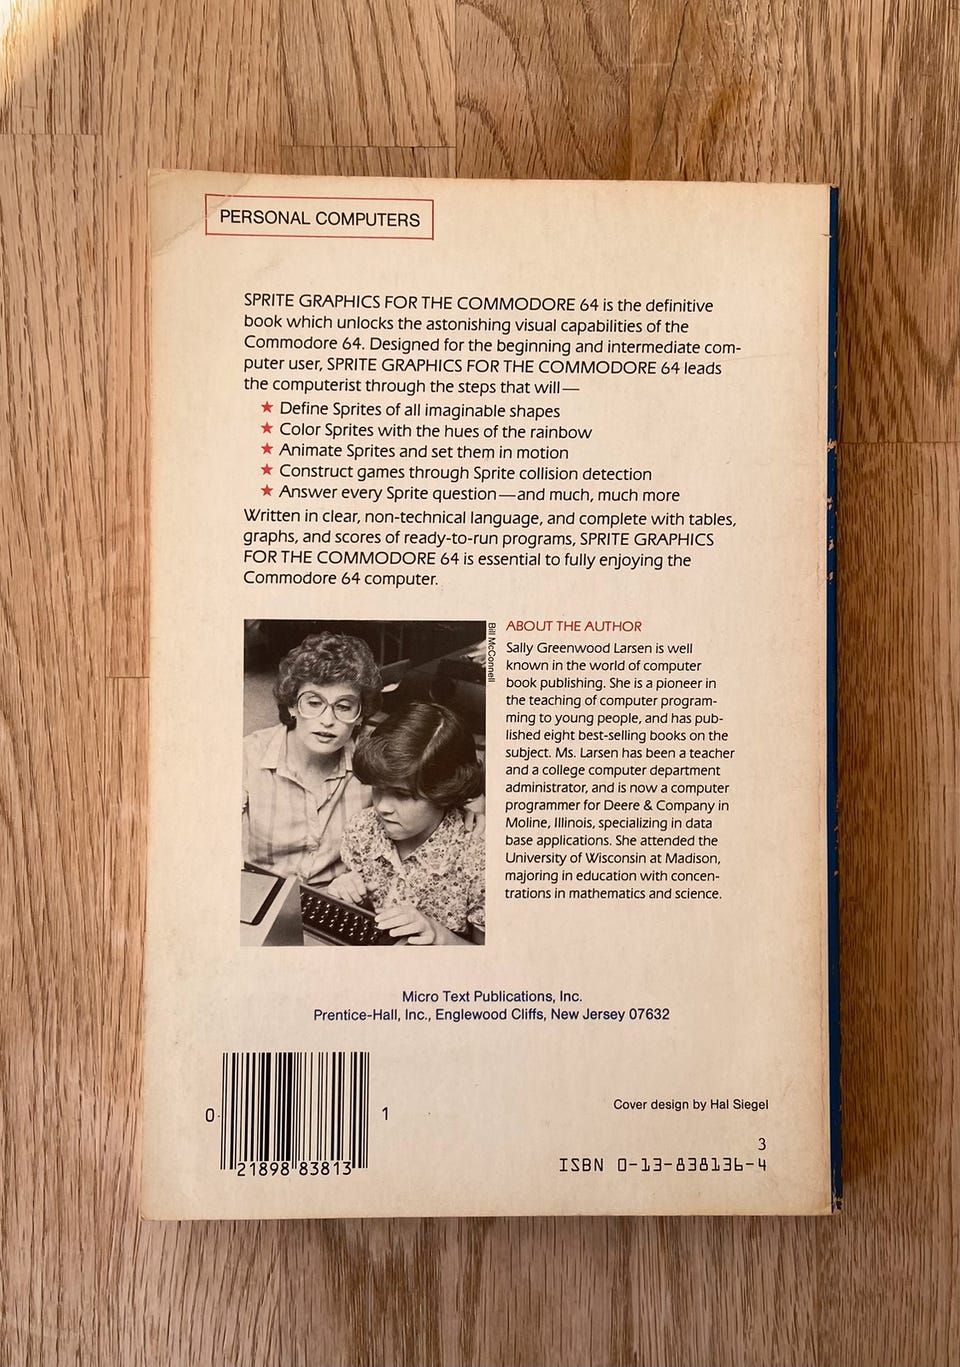 PERSONAL COMPUTERS
SPRITE GRAPHICS FOR THE COMMODORE 64 is the definitive
book which unlocks the astonishing visual capabilities of the
Commodore 64. Designed for the beginning and intermediate com-
puter user, SPRITE GRAPHICS FOR THE COMMODORE 64 leads
the computerist through the steps that will—
★ Define Sprites of all imaginable shapes
★ Color Sprites with the hues of the rainbow
★ Animate Sprites and set them in motion
★ Construct games through Sprite collision detection
★ Answer every Sprite question—and much, much more
Written in clear, non-technical language, and complete with tables,
graphs, and scores of ready-to-run programs, SPRITE GRAPHICS
FOR THE COMMODORE 64 is essential to fully enjoying the
Commodore 64 computer.
Bill McConnell
ABOUT THE AUTHOR
Sally Greenwood Larsen is well
known in the world of computer
book publishing. She is a pioneer in
the teaching of computer program-
ming to young people, and has pub-
lished eight best-selling books on the
subject. Ms. Larsen has been a teacher
and a college computer department
administrator, and is now a computer
programmer for Deere & Company in
Moline, Illinois, specializing in data
base applications. She attended the
University of Wisconsin at Madison,
majoring in education with concen-
trations in mathematics and science.
Micro Text Publications, Inc.
Prentice-Hall, Inc., Englewood Cliffs, New Jersey 07632
Cover design by Hal Siegel
0 21898 83813 1
3
ISBN 0-13-838136-4